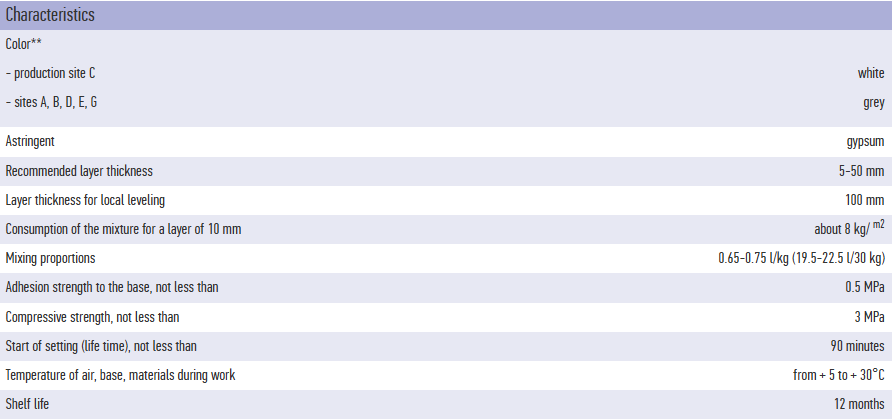 Characteristics
Color**
- production site C white
- sites A, B, D, E, G grey
Astringent gypsum
Recommended layer thickness 5-50 mm
Layer thickness for local leveling 100 mm
Consumption of the mixture for a layer of 10 mm about 8 kg/ m2
Mixing proportions 0.65-0.75 l/kg (19.5-22.5 l/30 kg)
Adhesion strength to the base, not less than 0.5 MPa
Compressive strength, not less than 3 MPa
Start of setting (life time), not less than 90 minutes
Temperature of air, base, materials during work from + 5 to + 30°C
Shelf life 12 months